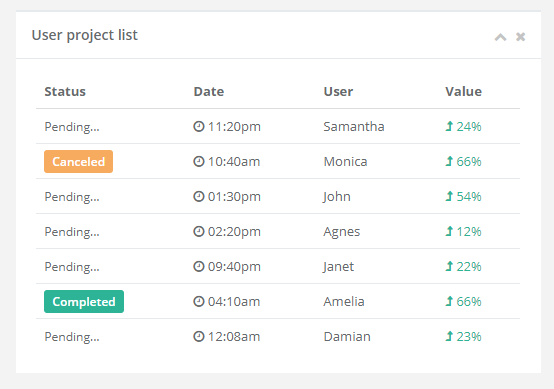 User project list
Status Date User Value
Pending... 11:20pm Samantha 24%
Canceled 10:40am Monica 66%
Pending... 01:30pm John 54%
Pending... 02:20pm Agnes 12%
Pending... 09:40pm Janet 22%
Completed 04:10am Amelia 66%
Pending... 12:08am Damian 23%